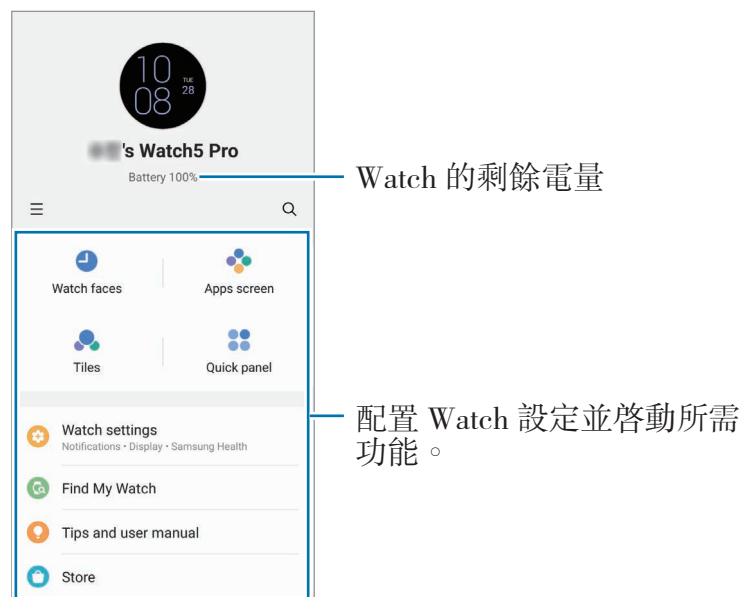 10
08
TUE
28
's Watch5 Pro
Battery 100%
Watch 的剩餘電量
Watch faces
Apps screen
Tiles
Quick panel
配置 Watch 設定並啓動所需
功能。
Watch settings
Notifications • Display • Samsung Health
Find My Watch
Tips and user manual
Store